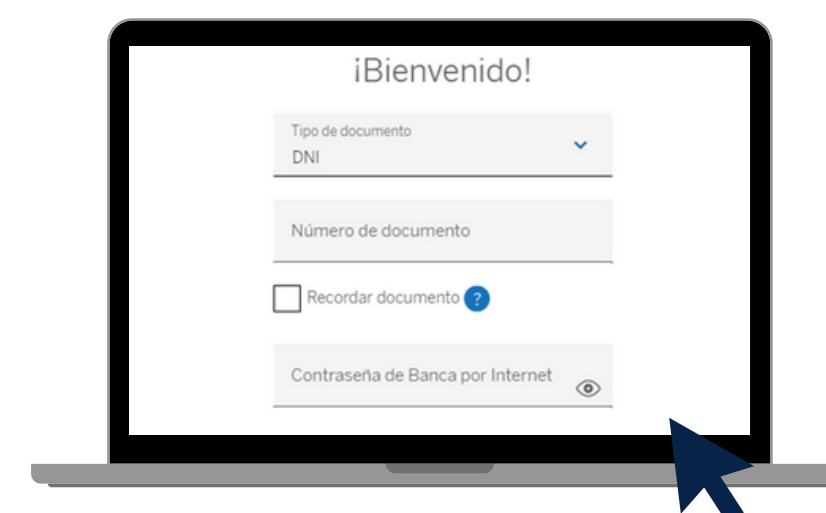 ¡Bienvenido!
Tipo de documento
DNI
Número de documento
Recordar documento ?
Contraseña de Banca por Internet